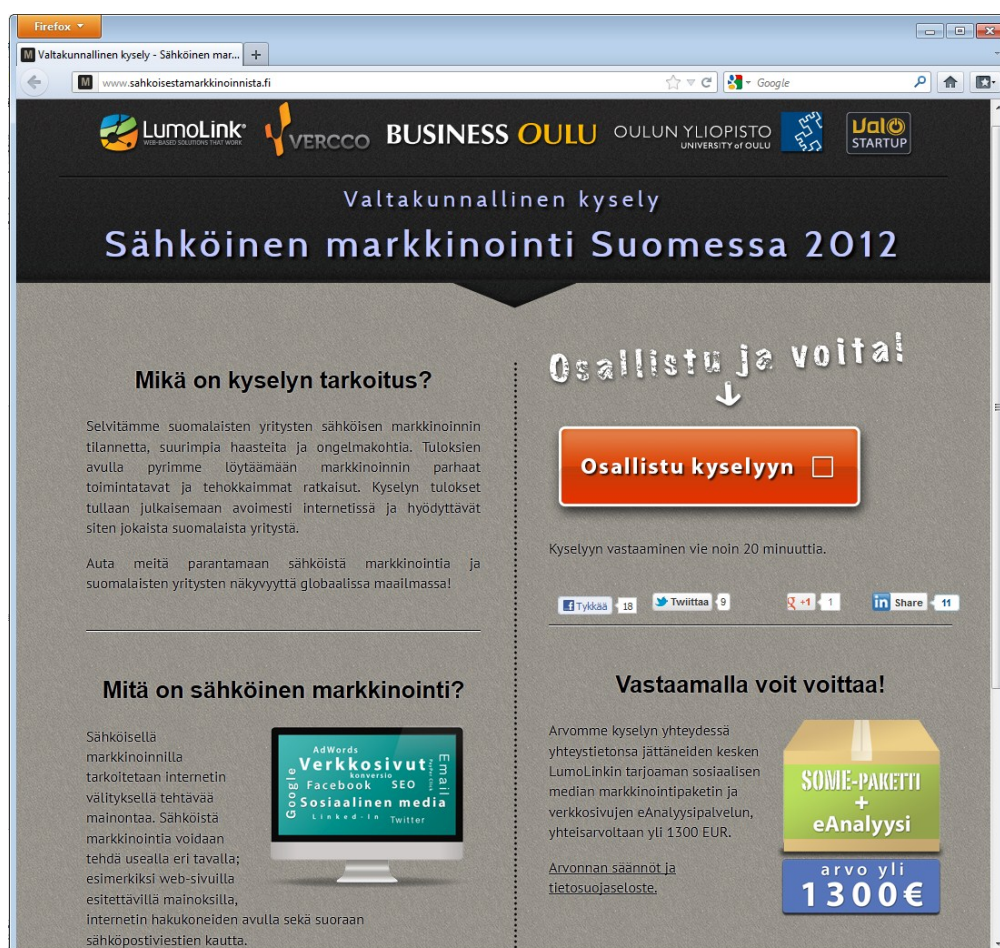 Firefox
M Valtakunnallinen kysely - Sähköinen mar... +
M www.sahkoisestamarkkinoinnista.fi Google
LumoLink®
WEB-BASED SOLUTIONS THAT WORK
VERCCO
BUSINESS OULU
OULUN YLIOPISTO
UNIVERSITY of OULU
Valo
STARTUP
Valtakunnallinen kysely
Sähköinen markkinointi Suomessa 2012
Mikä on kyselyn tarkoitus?
Selvitämme suomalaisten yritysten sähköisen markkinoinnin
tilannetta, suurimpia haasteita ja ongelmakohtia. Tuloksien
avulla pyrimme löytäämään markkinoinnin parhaat
toimintatavat ja tehokkaimmat ratkaisut. Kyselyn tulokset
tullaan julkaisemaan avoimesti internetissä ja hyödyttävät
siten jokaista suomalaista yritystä.
Auta meitä parantamaan sähköistä markkinointia ja
suomalaisten yritysten näkyvyyttä globaalissa maailmassa!
Osallistu ja voita!
Osallistu kyselyyn
Kyselyyn vastaaminen vie noin 20 minuuttia.
Tykkää 18 Twiittaa 9 +1 1 in Share 11
Mitä on sähköinen markkinointi?
Sähköisellä
markkinoinnilla
tarkoitetaan internetin
välityksellä tehtävää
mainontaa. Sähköistä
markkinointia voidaan
tehdä usealla eri tavalla;
esimerkiksi web-sivuilla
esitettävillä mainoksilla,
internetin hakukoneiden avulla sekä suoraan
sähköpostiviestien kautta.
AdWords
Verkkosivut
konversio
Facebook SEO
Sosiaalinen media
Linked-In Twitter
Google
Email
Vastaamalla voit voittaa!
Arvomme kyselyn yhteydessä
yhteystietonsa jättäneiden kesken
LumoLinkin tarjoaman sosiaalisen
median markkinointipaketin ja
verkkosivujen eAnalyysipalvelun,
yhteisarvoltaan yli 1300 EUR.
Arvonnan säännöt ja
tietosuojaseloste.
SOME-PAKETTI
+
eAnalyysi
arvo yli
1300€